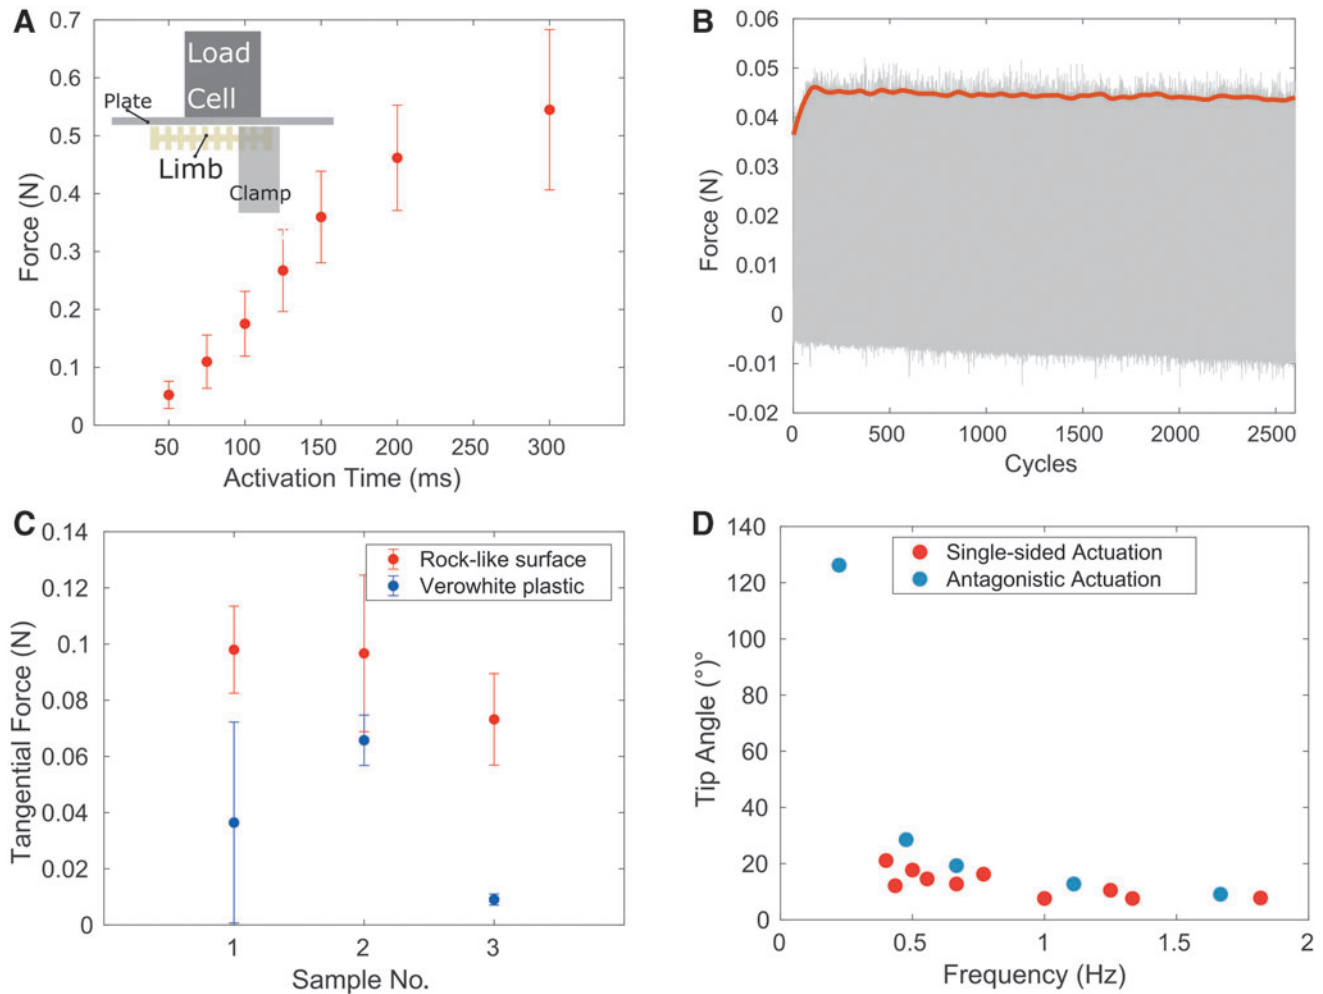 A
0.7
0.6
0.5
0.4
0.3
0.2
0.1
0
Force (N)
Load
Cell
Plate
Limb
Clamp
50 100 150 200 300
Activation Time (ms)
B
0.06
0.05
0.04
0.03
0.02
0.01
0
-0.01
-0.02
Force (N)
0 500 1000 1500 2000 2500
Cycles
C
0.14
0.12
0.1
0.08
0.06
0.04
0.02
0
Tangential Force (N)
Rock-like surface
Verowhite plastic
1 2 3
Sample No.
D
140
120
100
80
60
40
20
0
Tip Angle (°)°
Single-sided Actuation
Antagonistic Actuation
0 0.5 1 1.5 2
Frequency (Hz)